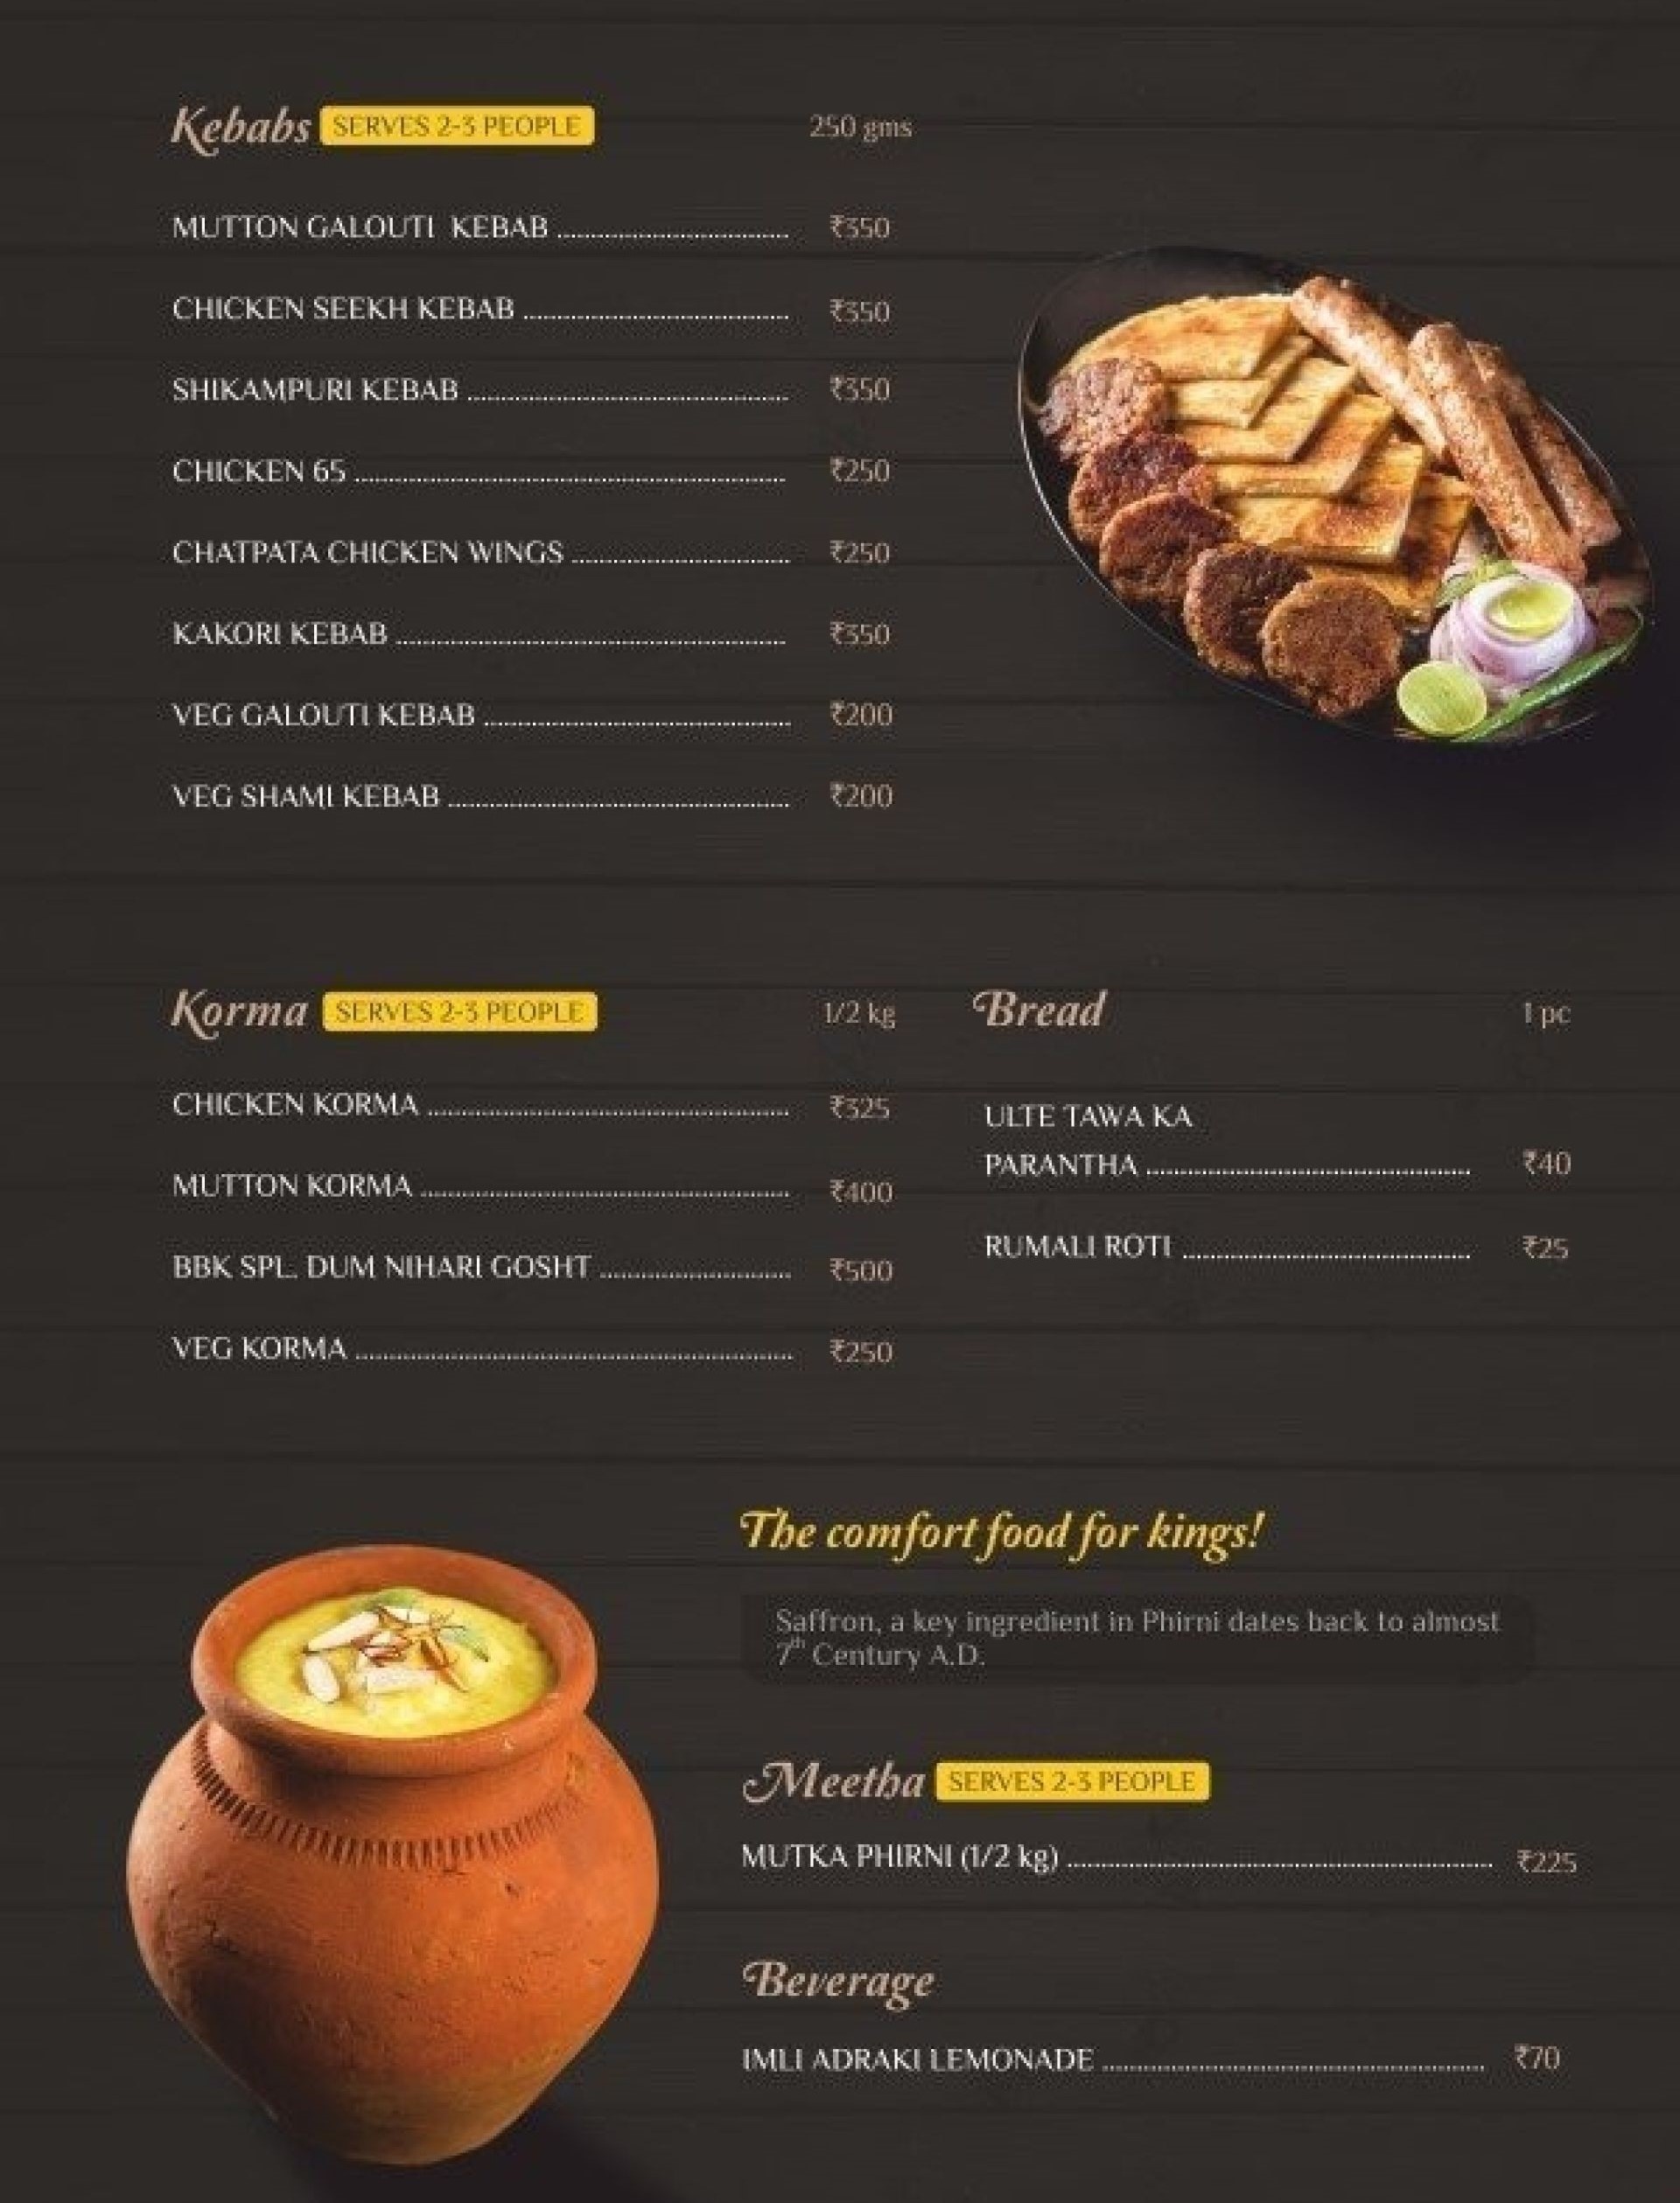 Kebabs SERVES 2-3 PEOPLE 250 gms
MUTTON GALOUTI KEBAB ₹350
CHICKEN SEEKH KEBAB ₹350
SHIKAMPURI KEBAB ₹350
CHICKEN 65 ₹250
CHATPATA CHICKEN WINGS ₹250
KAKORI KEBAB ₹350
VEG GALOUTI KEBAB ₹200
VEG SHAMI KEBAB ₹200
Korma SERVES 2-3 PEOPLE 1/2 kg
CHICKEN KORMA ₹325
MUTTON KORMA ₹400
BBK SPL. DUM NIHARI GOSHT ₹500
VEG KORMA ₹250
Bread 1 pc
ULTE TAWA KA
PARANTHA ₹40
RUMALI ROTI ₹25
The comfort food for kings!
Saffron, a key ingredient in Phirni dates back to almost
7th Century A.D.
Meetha SERVES 2-3 PEOPLE
MUTKA PHIRNI (1/2 kg) ₹225
Beverage
IMLI ADRAKI LEMONADE ₹70